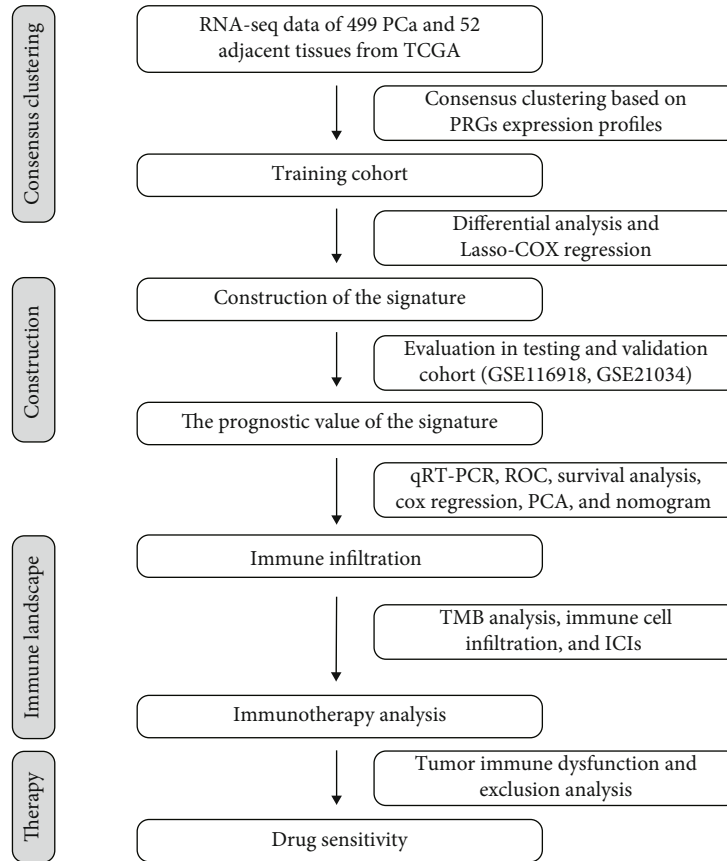 Consensus clustering
RNA-seq data of 499 PCa and 52
adjacent tissues from TCGA
Consensus clustering based on
PRGs expression profiles
Training cohort
Differential analysis and
Lasso-COX regression
Construction
Construction of the signature
Evaluation in testing and validation
cohort (GSE116918, GSE21034)
The prognostic value of the signature
qRT-PCR, ROC, survival analysis,
cox regression, PCA, and nomogram
Immune landscape
Immune infiltration
TMB analysis, immune cell
infiltration, and ICIs
Immunotherapy analysis
Therapy
Tumor immune dysfunction and
exclusion analysis
Drug sensitivity